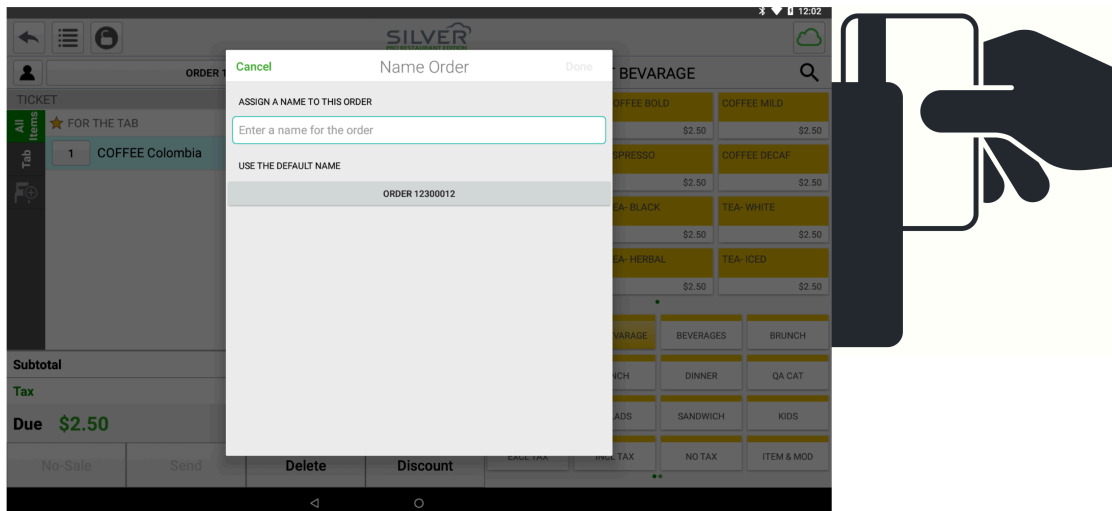 12:02
SILVER
PRO RESTAURANT EDITION
ORDER 1
BEVARAGE
Cancel
Name Order
Done
ASSIGN A NAME TO THIS ORDER
Enter a name for the order
USE THE DEFAULT NAME
ORDER 12300012
TICKET
All Items
FOR THE TAB
Tab
1 COFFEE Colombia
OFFEE BOLD
COFFEE MILD
$2.50
$2.50
SPRESSO
COFFEE DECAF
$2.50
$2.50
EA- BLACK
TEA- WHITE
$2.50
$2.50
EA- HERBAL
TEA- ICED
$2.50
$2.50
VARAGE
BEVERAGES
BRUNCH
NCH
DINNER
QA CAT
ADS
SANDWICH
KIDS
EXCL TAX
INCL TAX
NO TAX
ITEM & MOD
Subtotal
Tax
Due $2.50
No-Sale
Send
Delete
Discount